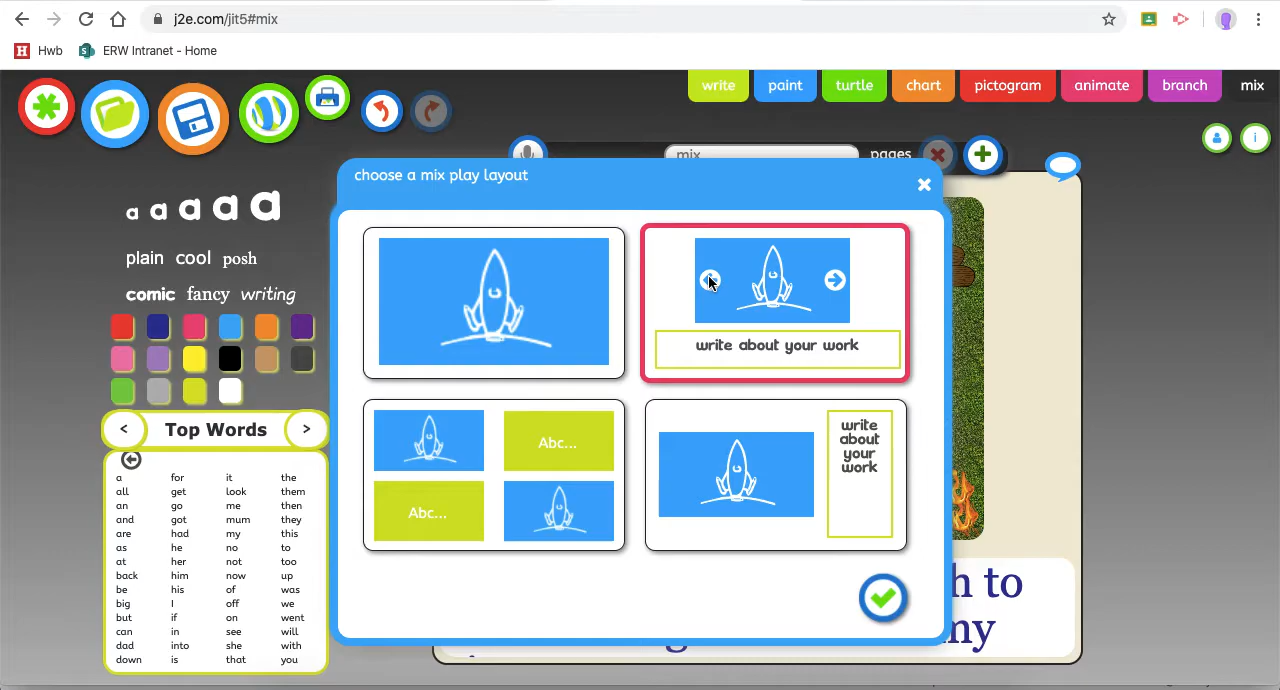 j2e.com/jit5#mix
Hwb
ERW Intranet - Home
write
paint
turtle
chart
pictogram
animate
branch
mix
mix
pages
choose a mix play layout
a a a a a
plain cool posh
comic fancy writing
write about your work
Abc...
Abc...
write
about
your
work
< Top Words >
a for it the
all get look them
an go me then
and got mum they
are had my this
as he no to
at her not too
back him now up
be his of was
big I off we
but if on went
can in see will
dad into she with
down is that you
h to
my